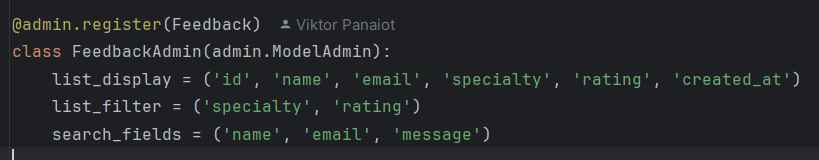 @admin.register(Feedback) Viktor Panaiot
class FeedbackAdmin(admin.ModelAdmin):
    list_display = ('id', 'name', 'email', 'specialty', 'rating', 'created_at')
    list_filter = ('specialty', 'rating')
    search_fields = ('name', 'email', 'message')